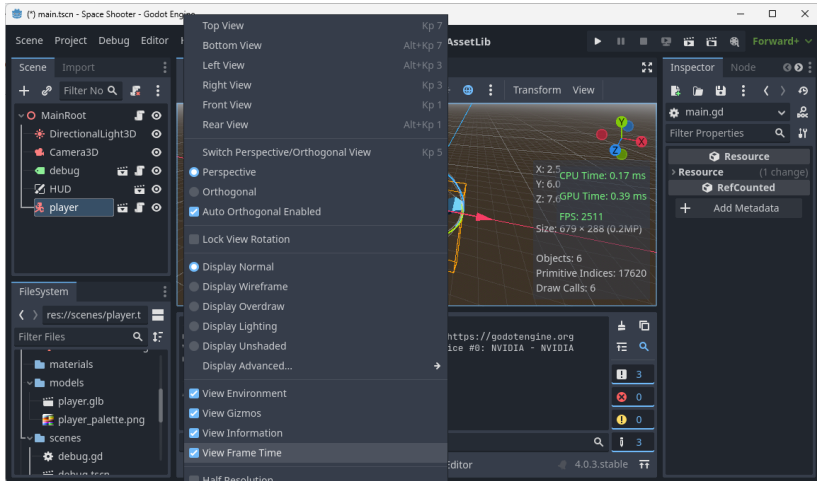 (*) main.tscn - Space Shooter - Godot Engine
Scene Project Debug Editor
AssetLib
Forward+
Scene Import
Filter No
MainRoot
DirectionalLight3D
Camera3D
debug
HUD
player
FileSystem
res://scenes/player.t
Filter Files
materials
models
player.glb
player_palette.png
scenes
debug.gd
debug.tscn
Top View Kp 7
Bottom View Alt+Kp 7
Left View Alt+Kp 3
Right View Kp 3
Front View Kp 1
Rear View Alt+Kp 1
Switch Perspective/Orthogonal View Kp 5
Perspective
Orthogonal
Auto Orthogonal Enabled
Lock View Rotation
Display Normal
Display Wireframe
Display Overdraw
Display Lighting
Display Unshaded
Display Advanced...
View Environment
View Gizmos
View Information
View Frame Time
Half Resolution
Transform View
Y
X
Z
X: 2.5
Y: 6.0
Z: 7.6
CPU Time: 0.17 ms
GPU Time: 0.39 ms
FPS: 2511
Size: 679 × 288 (0.2MP)
Objects: 6
Primitive Indices: 17620
Draw Calls: 6
https://godotengine.org
ice #0: NVIDIA - NVIDIA
3
0
0
3
Editor
4.0.3.stable
Inspector Node
main.gd
Filter Properties
Resource
Resource (1 change)
RefCounted
+ Add Metadata